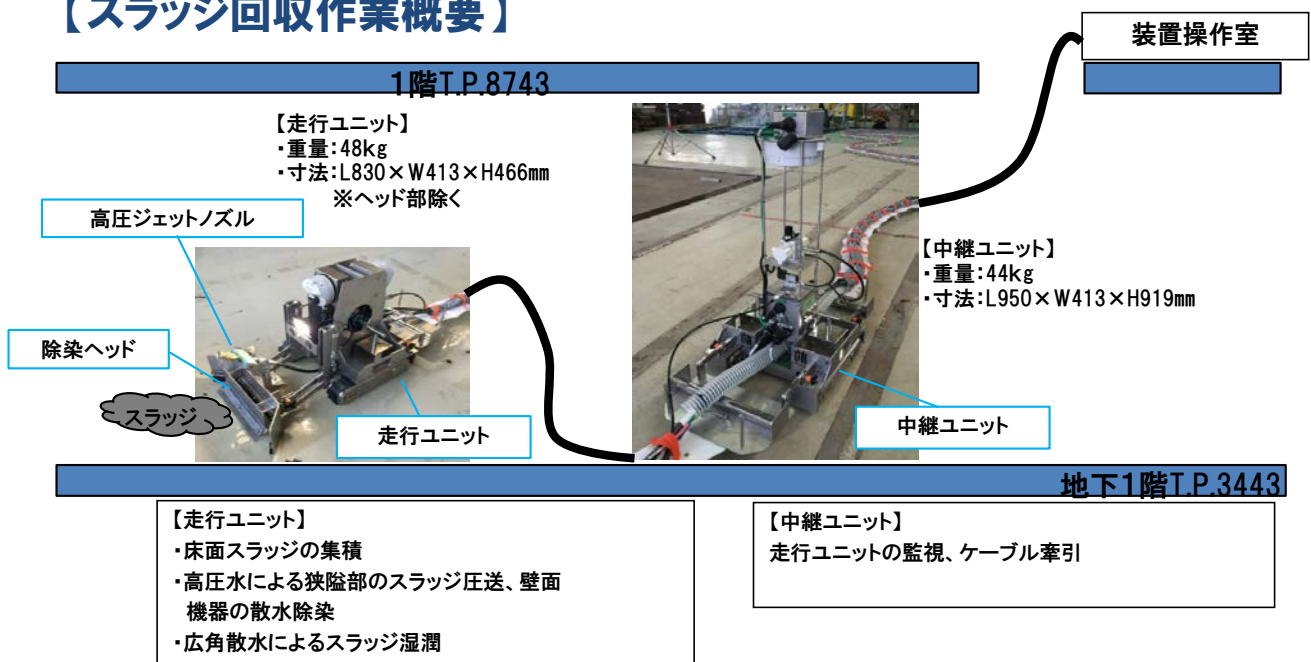 【スラッジ回収作業概要】
装置操作室
1階T.P.8743
【走行ユニット】
・重量:48kg
・寸法:L830×W413×H466mm
※ヘッド部除く
高圧ジェットノズル
【中継ユニット】
・重量:44kg
・寸法:L950×W413×H919mm
除染ヘッド
スラッジ
走行ユニット
中継ユニット
地下1階T.P.3443
【走行ユニット】
・床面スラッジの集積
・高圧水による狭隘部のスラッジ圧送、壁面
機器の散水除染
・広角散水によるスラッジ湿潤
【中継ユニット】
走行ユニットの監視、ケーブル牽引